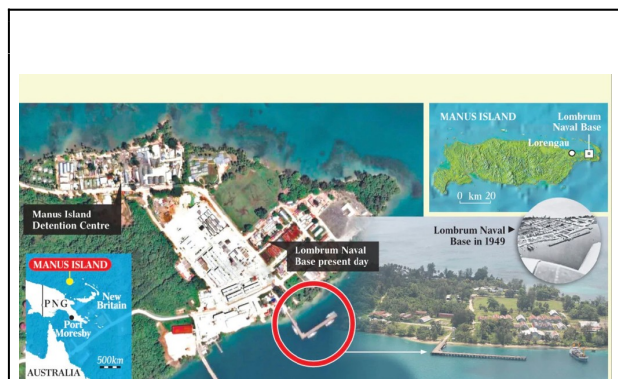 MANUS ISLAND
Lombrum
Naval Base
Lorengau
0 km 20
Manus Island
Detention Centre
Lombrum Naval
Base present day
Lombrum Naval
Base in 1949
MANUS ISLAND
PNG
New
Britain
Port
Moresby
500km
AUSTRALIA